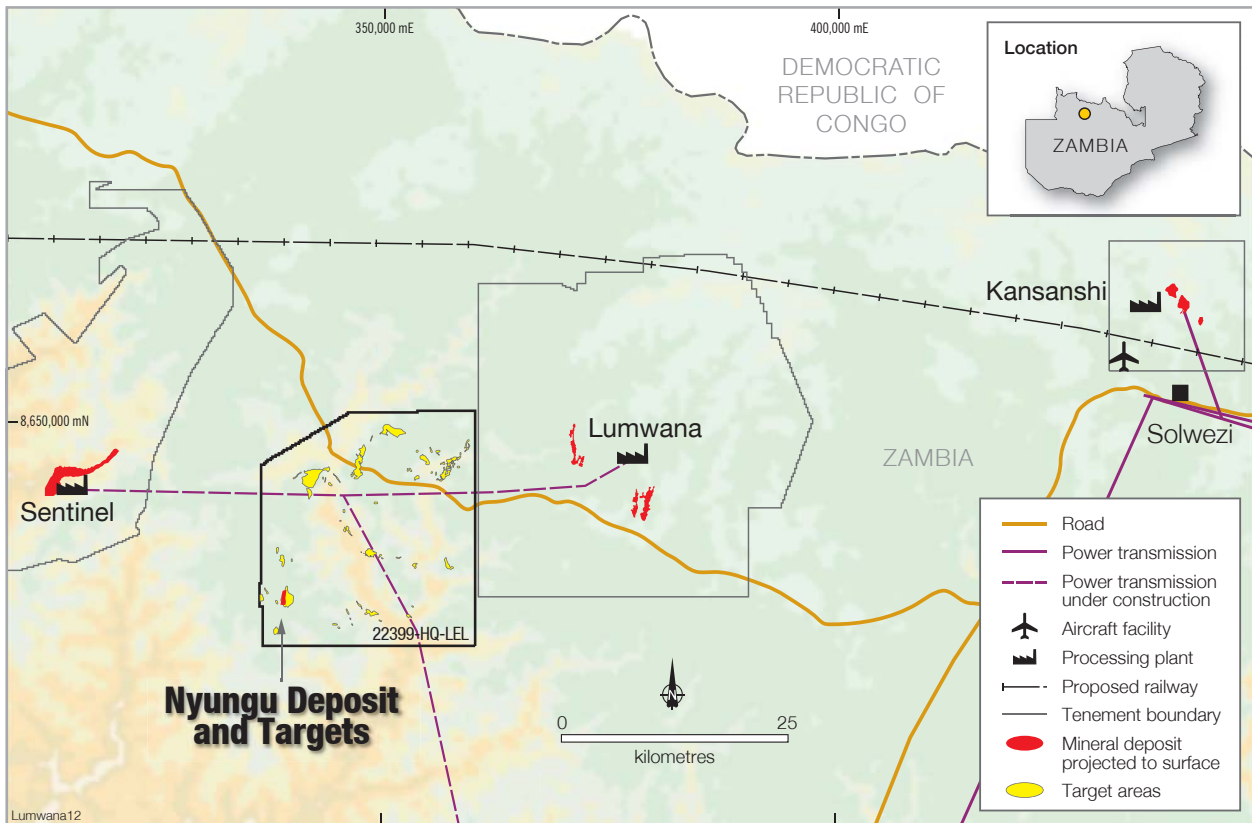 350,000 mE
400,000 mE
DEMOCRATIC
REPUBLIC OF
CONGO
Location
ZAMBIA
Kansanshi
8,650,000 mN
Lumwana
Solwezi
ZAMBIA
Sentinel
22399-HQ-LEL
Nyungu Deposit
and Targets
N
0 25
kilometres
Road
Power transmission
Power transmission
under construction
Aircraft facility
Processing plant
Proposed railway
Tenement boundary
Mineral deposit
projected to surface
Target areas
Lumwana12